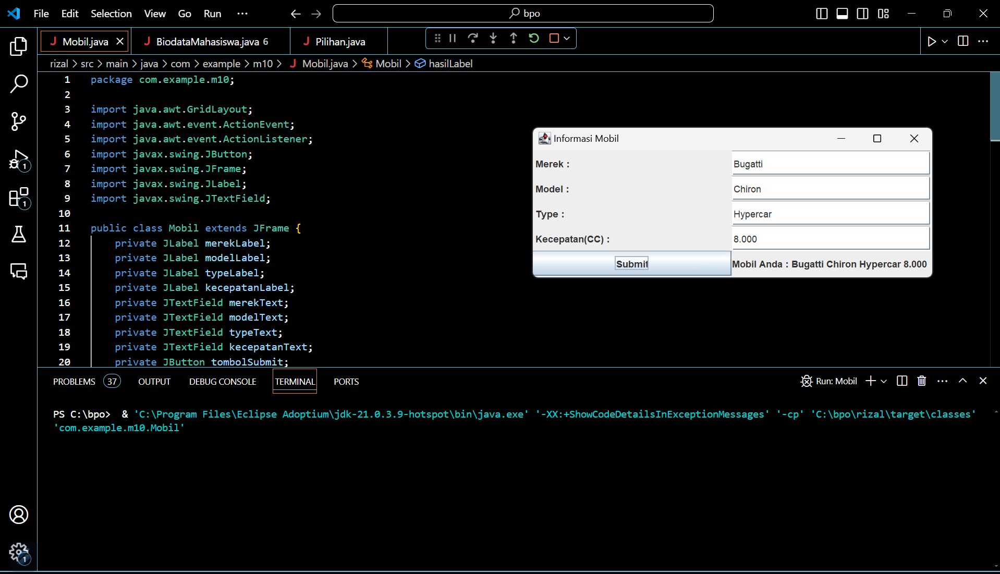 File Edit Selection View Go Run ··· bpo
Mobil.java BiodataMahasiswa.java 6 Pilihan.java
rizal > src > main > java > com > example > m10 > Mobil.java > Mobil > hasilLabel
1 package com.example.m10;
2
3 import java.awt.GridLayout;
4 import java.awt.event.ActionEvent;
5 import java.awt.event.ActionListener;
6 import javax.swing.JButton;
7 import javax.swing.JFrame;
8 import javax.swing.JLabel;
9 import javax.swing.JTextField;
10
11 public class Mobil extends JFrame {
12 private JLabel merekLabel;
13 private JLabel modelLabel;
14 private JLabel typeLabel;
15 private JLabel kecepatanLabel;
16 private JTextField merekText;
17 private JTextField modelText;
18 private JTextField typeText;
19 private JTextField kecepatanText;
20 private JButton tombolSubmit;
Informasi Mobil
Merek : Bugatti
Model : Chiron
Type : Hypercar
Kecepatan(CC) : 8.000
Submit Mobil Anda : Bugatti Chiron Hypercar 8.000
1
1
1
PROBLEMS 37 OUTPUT DEBUG CONSOLE TERMINAL PORTS Run: Mobil
PS C:\bpo> & 'C:\Program Files\Eclipse Adoptium\jdk-21.0.3.9-hotspot\bin\java.exe' '-XX:+ShowCodeDetailsInExceptionMessages' '-cp' 'C:\bpo\rizal\target\classes'
'com.example.m10.Mobil'